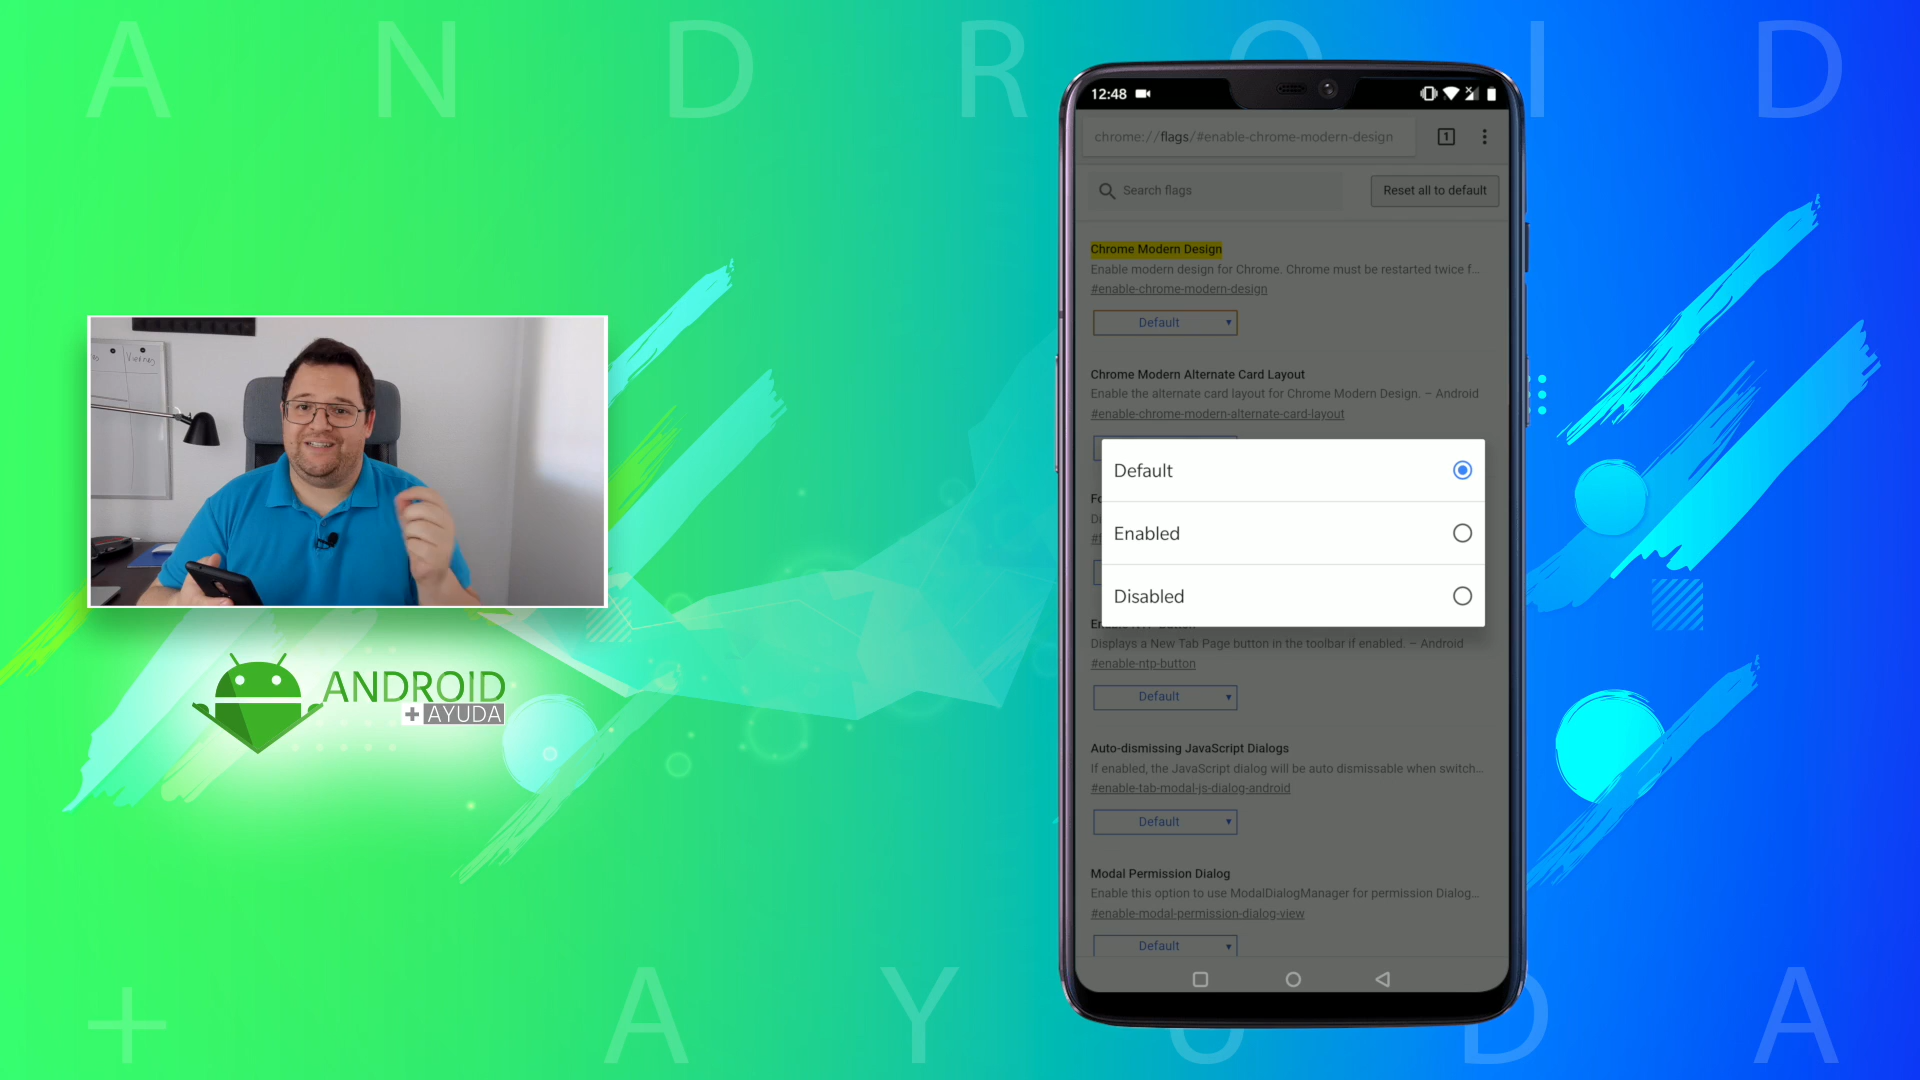 A N D R O I D
12:48
chrome://flags/#enable-chrome-modern-design
1
Search flags
Reset all to default
Chrome Modern Design
Enable modern design for Chrome. Chrome must be restarted twice f...
#enable-chrome-modern-design
Default
Chrome Modern Alternate Card Layout
Enable the alternate card layout for Chrome Modern Design. – Android
#enable-chrome-modern-alternate-card-layout
Default
Enabled
Disabled
Displays a New Tab Page button in the toolbar if enabled. – Android
#enable-ntp-button
Default
Auto-dismissing JavaScript Dialogs
If enabled, the JavaScript dialog will be auto dismissable when switch...
#enable-tab-modal-js-dialog-android
Default
Modal Permission Dialog
Enable this option to use ModalDialogManager for permission Dialog...
#enable-modal-permission-dialog-view
Default
Viernes
ANDROID
+ AYUDA
+ A Y U D A